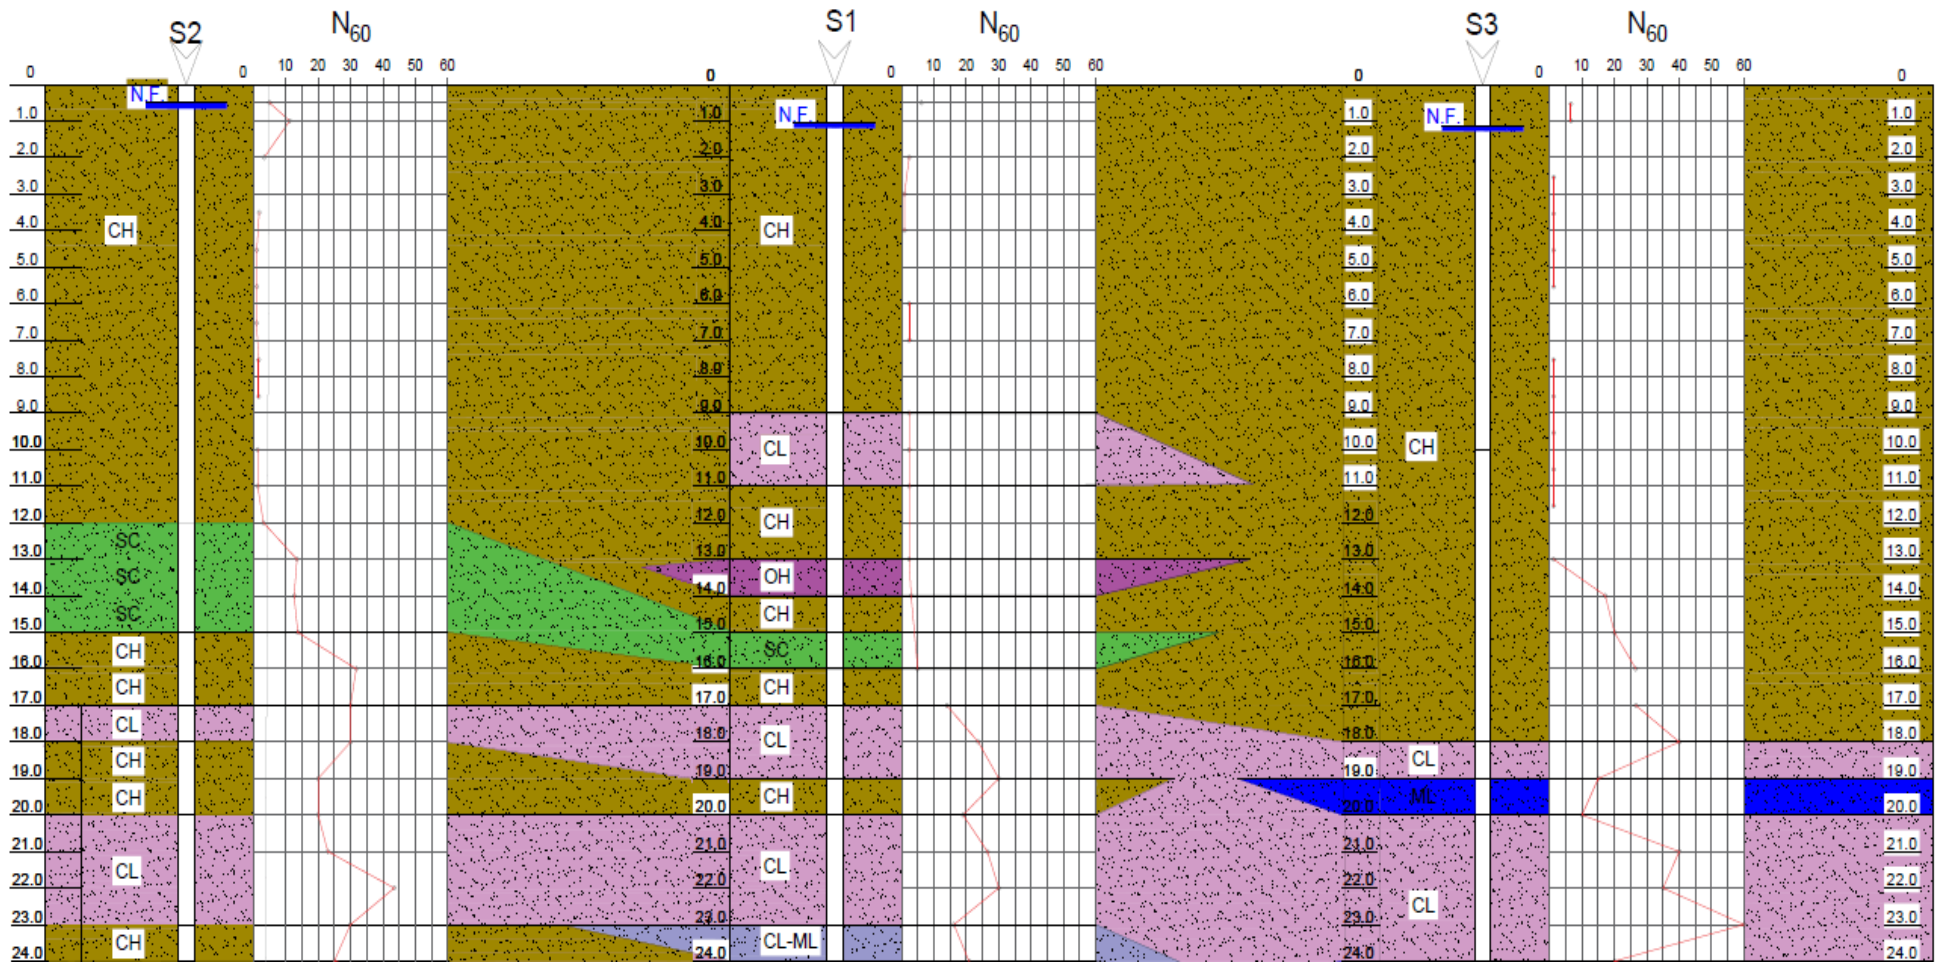 S2 N60 S1 N60 S3 N60
0 0 10 20 30 40 50 60 0 0 10 20 30 40 50 60 0 0 10 20 30 40 50 60 0
N.F. N.F. N.F.
1.0 1.0 1.0 1.0
2.0 2.0 2.0 2.0
3.0 3.0 3.0 3.0
4.0 CH 4.0 CH 4.0 4.0
5.0 5.0 5.0 5.0
6.0 6.0 6.0 6.0
7.0 7.0 7.0 7.0
8.0 8.0 8.0 8.0
9.0 9.0 9.0 9.0
10.0 10.0 CL 10.0 CH 10.0
11.0 11.0 11.0 11.0
12.0 12.0 CH 12.0 12.0
SC
13.0 13.0 13.0 13.0
SC OH
14.0 14.0 14.0 14.0
SC CH
15.0 15.0 15.0 15.0
CH SC
16.0 16.0 16.0 16.0
CH CH
17.0 17.0 17.0 17.0
CL
18.0 18.0 CL 18.0 18.0
CH CL
19.0 19.0 19.0 19.0
CH CH ML
20.0 20.0 20.0 20.0
21.0 21.0 21.0 21.0
CL CL
22.0 22.0 22.0 22.0
CL
23.0 23.0 23.0 23.0
CH CL-ML
24.0 24.0 24.0 24.0